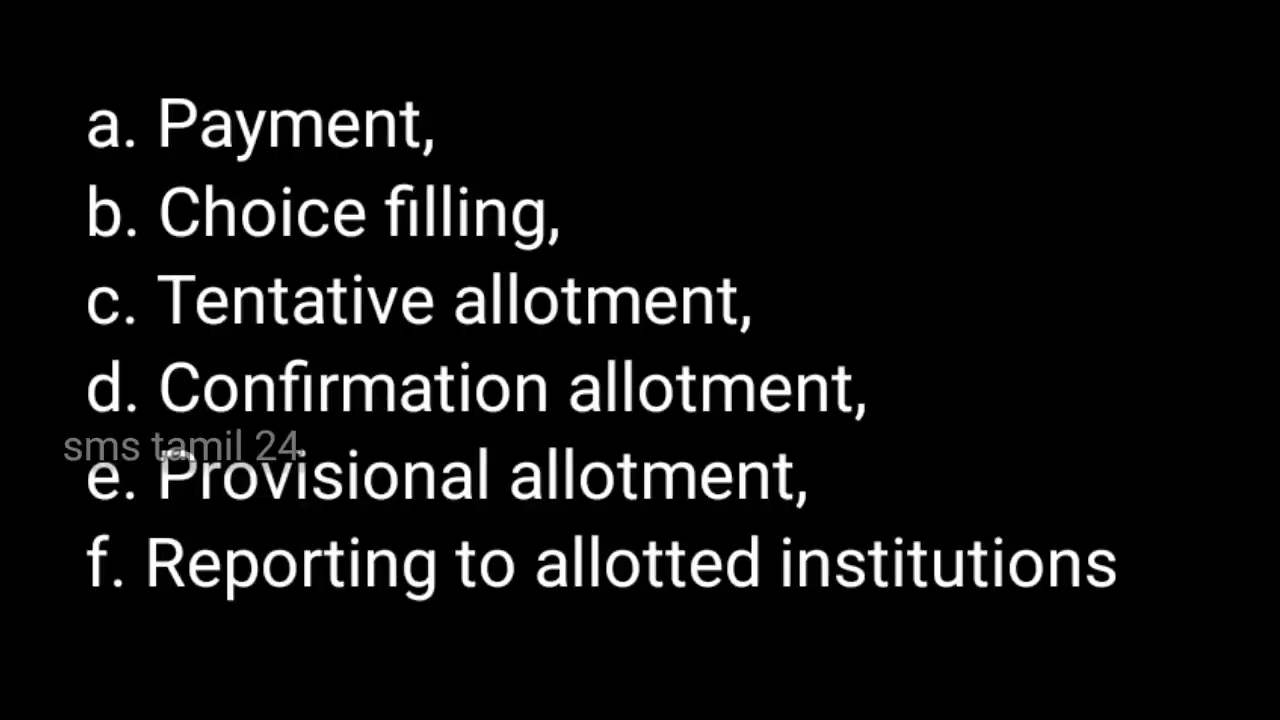 a. Payment,
b. Choice filling,
c. Tentative allotment,
d. Confirmation allotment,
sms tamil 24
e. Provisional allotment,
f. Reporting to allotted institutions